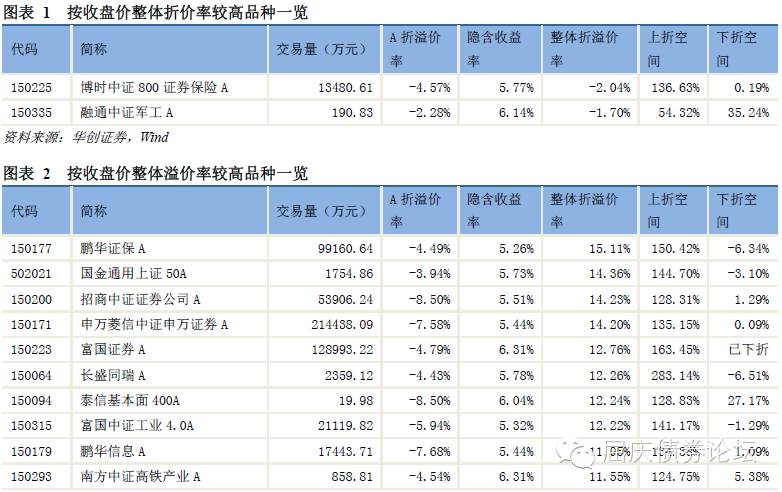 图表 1 按收盘价整体折价率较高品种一览
代码 简称 交易量（万元） A 折溢价率 隐含收益率 整体折溢价率 上折空间 下折空间
150225 博时中证 800 证券保险 A 13480.61 -4.57% 5.77% -2.04% 136.63% 0.19%
150335 融通中证军工 A 190.83 -2.28% 6.14% -1.70% 54.32% 35.24%
资料来源：华创证券，Wind
图表 2 按收盘价整体溢价率较高品种一览
代码 简称 交易量（万元） A 折溢价率 隐含收益率 整体折溢价率 上折空间 下折空间
150177 鹏华证保 A 99160.64 -4.49% 5.26% 15.11% 150.42% -6.34%
502021 国金通用上证 50A 1754.86 -3.94% 5.73% 14.36% 144.70% -3.10%
150200 招商中证证券公司 A 53906.24 -8.50% 5.51% 14.23% 128.31% 1.29%
150171 申万菱信中证申万证券 A 214438.09 -7.58% 5.44% 14.20% 135.15% 0.09%
150223 富国证券 A 128993.22 -4.79% 6.31% 12.76% 163.45% 已下折
150064 长盛同瑞 A 2359.12 -4.43% 5.78% 12.26% 283.14% -6.51%
150094 泰信基本面 400A 19.98 -8.50% 6.04% 12.24% 128.83% 27.17%
150315 富国中证工业 4.0A 21119.82 -5.94% 5.32% 12.22% 141.17% -1.29%
150179 鹏华信息 A 17443.71 -7.68% 5.44%
150293 南方中证高铁产业 A 858.81 -4.54% 6.31% 11.55% 124.75% 5.38%
屈庆债券论坛